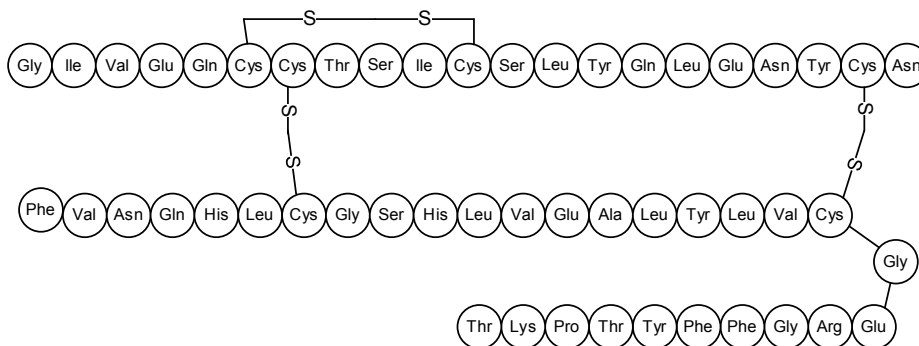 S S
Gly Ile Val Glu Gln Cys Cys Thr Ser Ile Cys Ser Leu Tyr Gln Leu Glu Asn Tyr Cys Asn
S S
S S
Phe Val Asn Gln His Leu Cys Gly Ser His Leu Val Glu Ala Leu Tyr Leu Val Cys
Gly
Thr Lys Pro Thr Tyr Phe Phe Gly Arg Glu